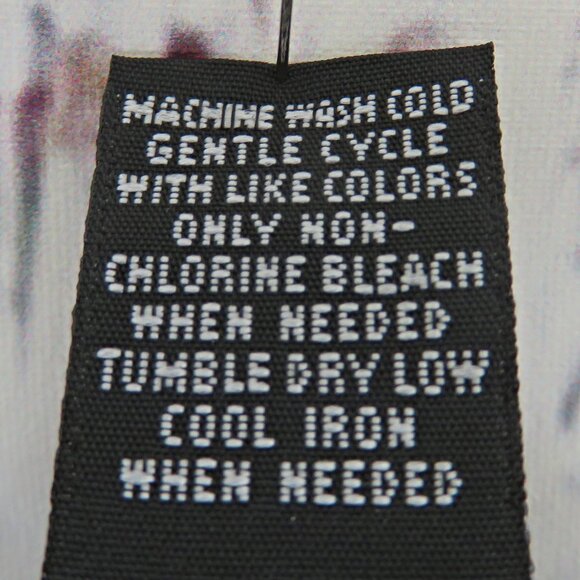 MACHINE WASH COLD
GENTLE CYCLE
WITH LIKE COLORS
ONLY NON-
CHLORINE BLEACH
WHEN NEEDED
TUMBLE DRY LOW
COOL IRON
WHEN NEEDED